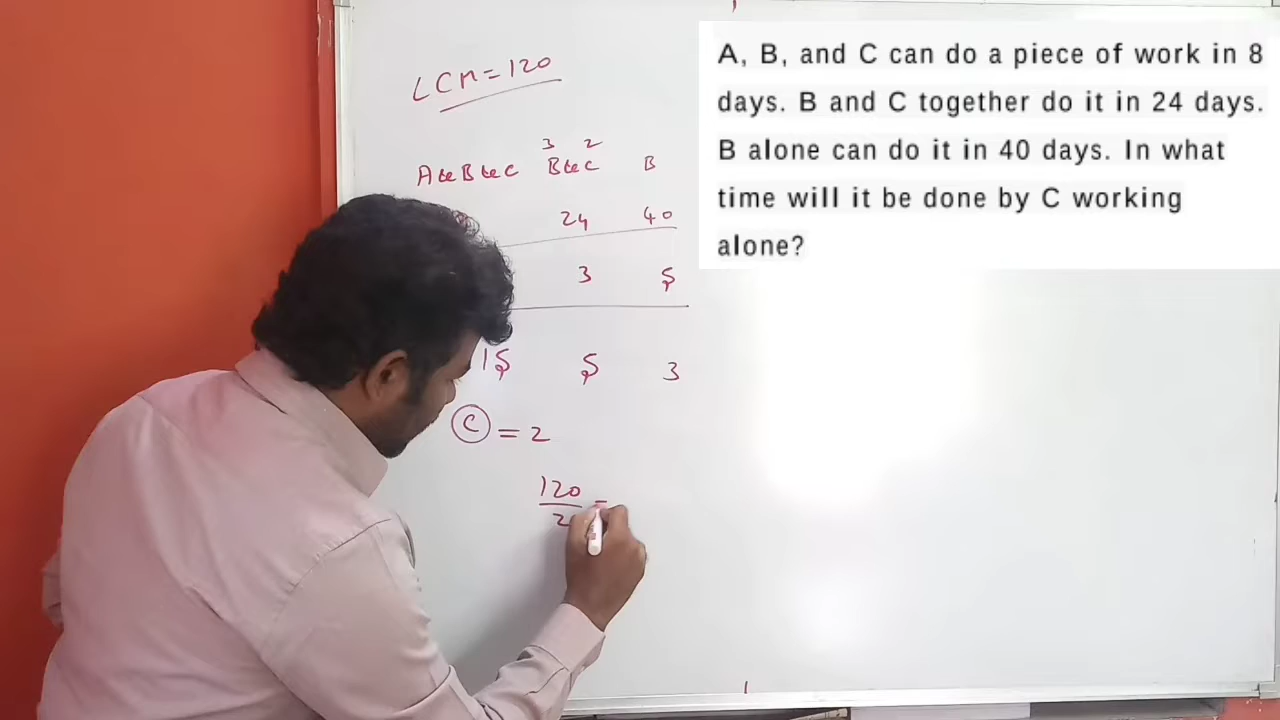 LCM = 120
3 2
A & B & C B & C B
24 40
3 5
15 5 3
C = 2
120
2
=
A, B, and C can do a piece of work in 8
days. B and C together do it in 24 days.
B alone can do it in 40 days. In what
time will it be done by C working
alone?